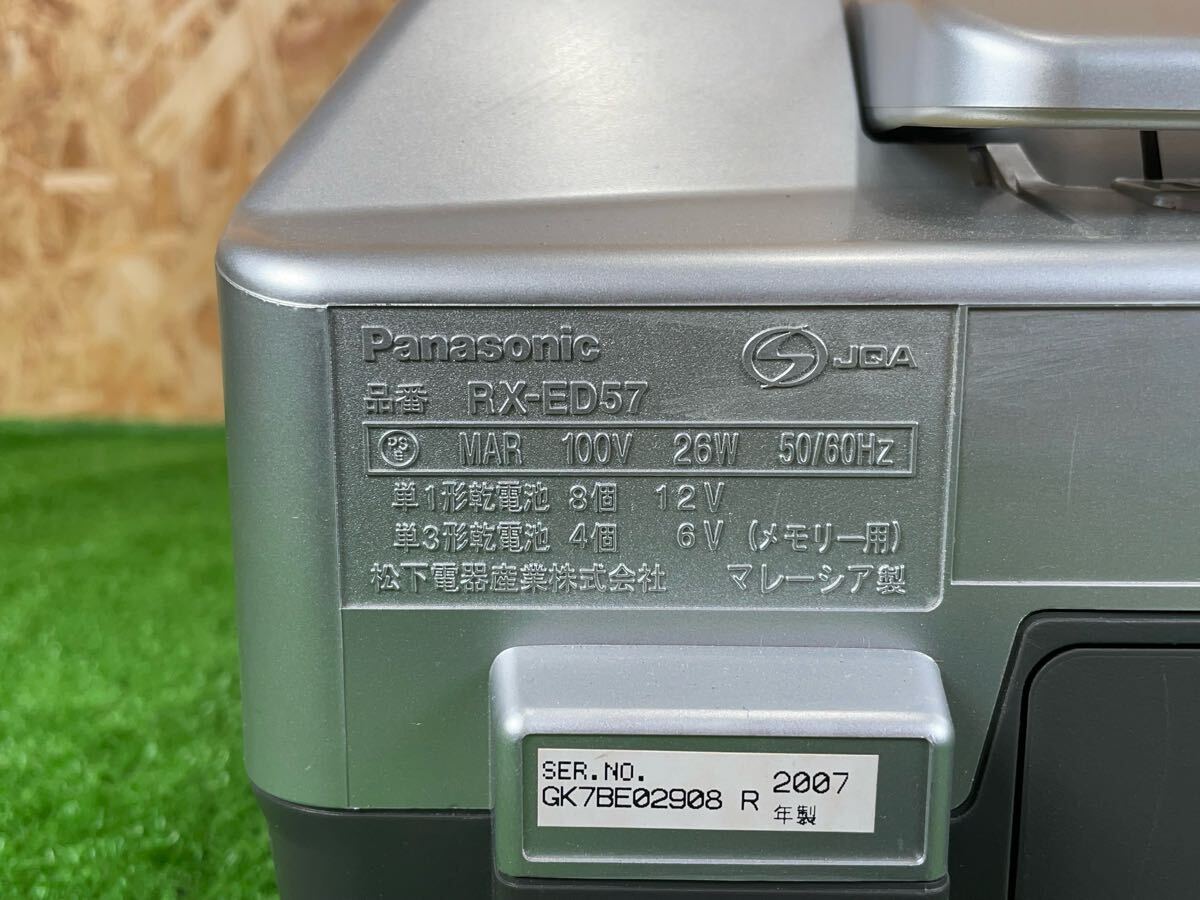 Panasonic
JQA
品番 RX-ED57
PSE MAR 100V 26W 50/60Hz
単1形乾電池 8個 12V
単3形乾電池 4個 6V (メモリー用)
松下電器産業株式会社 マレーシア製
SER.NO.
GK7BE02908 R
2007
年製